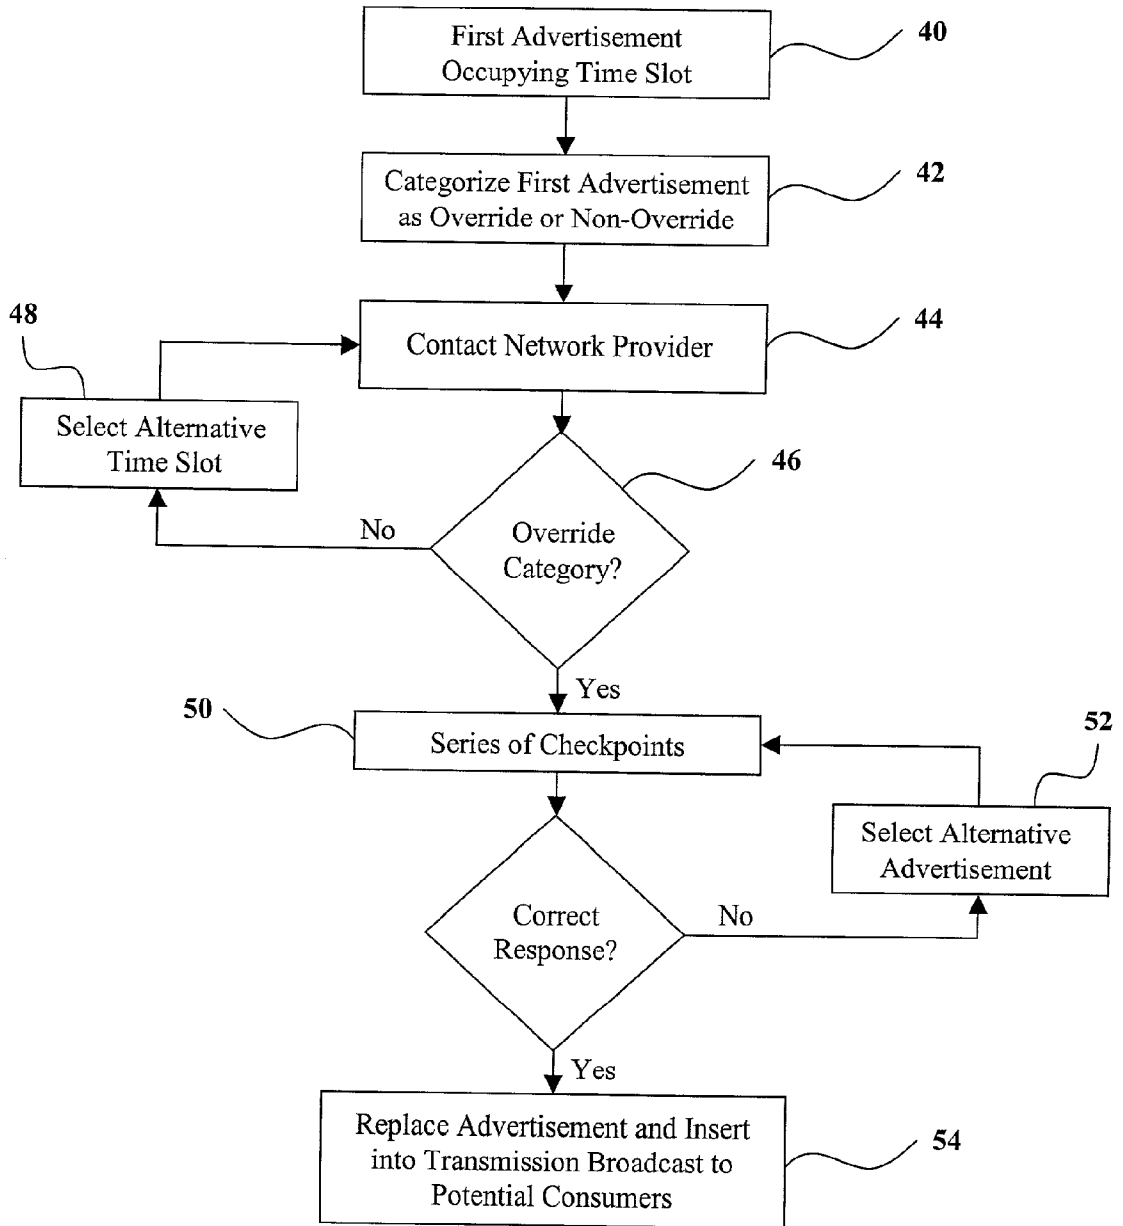 First Advertisement
Occupying Time Slot
40
Categorize First Advertisement
as Override or Non-Override
42
48
Contact Network Provider
44
Select Alternative
Time Slot
46
No
Override
Category?
Yes
50
Series of Checkpoints
52
Select Alternative
Advertisement
Correct
Response?
No
Yes
Replace Advertisement and Insert
into Transmission Broadcast to
Potential Consumers
54